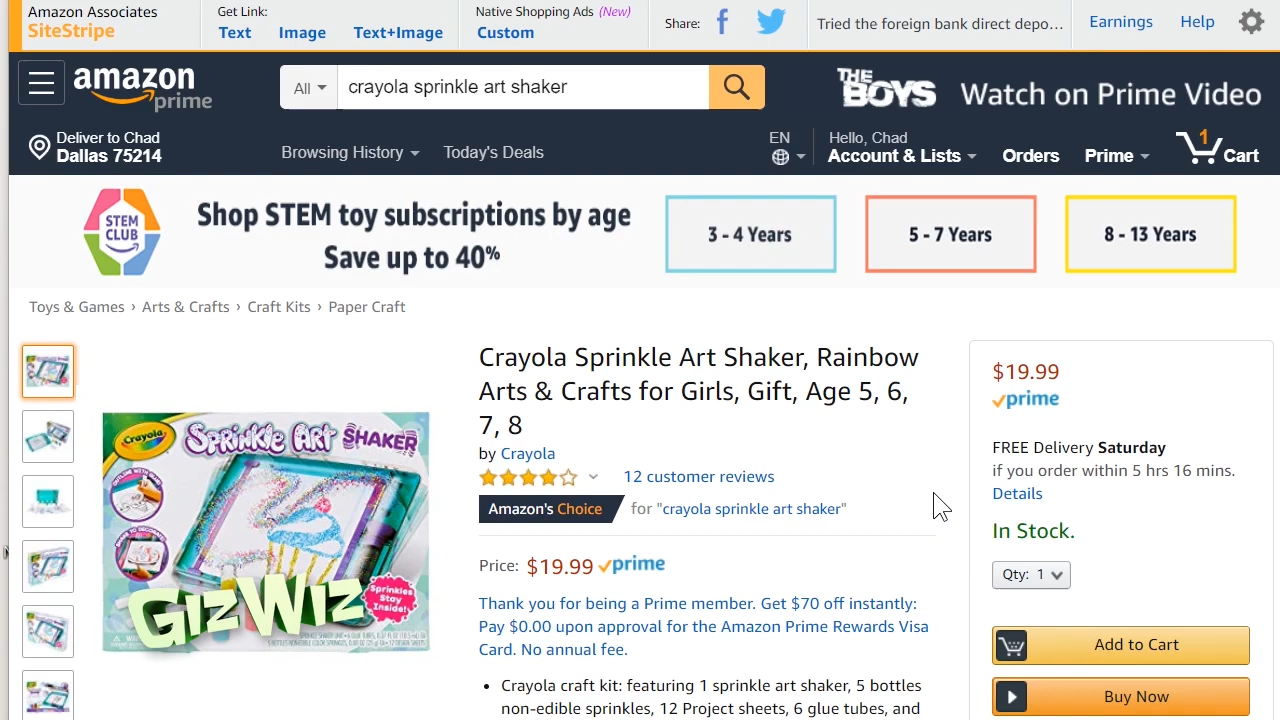 Amazon Associates
SiteStripe
Get Link:
Text Image Text+Image
Native Shopping Ads (New)
Custom
Share:
Tried the foreign bank direct depo...
Earnings Help
amazon
prime
All
crayola sprinkle art shaker
THE BOYS Watch on Prime Video
Deliver to Chad
Dallas 75214
Browsing History Today's Deals
EN
Hello, Chad
Account & Lists Orders Prime
1
Cart
STEM
CLUB
Shop STEM toy subscriptions by age
Save up to 40%
3 - 4 Years
5 - 7 Years
8 - 13 Years
Toys & Games › Arts & Crafts › Craft Kits › Paper Craft
Crayola
Sprinkle Art SHAKER
Sprinkles
Stay
Inside!
GizWiz
Crayola Sprinkle Art Shaker, Rainbow
Arts & Crafts for Girls, Gift, Age 5, 6,
7, 8
by Crayola
12 customer reviews
Amazon's Choice for "crayola sprinkle art shaker"
Price: $19.99 prime
Thank you for being a Prime member. Get $70 off instantly:
Pay $0.00 upon approval for the Amazon Prime Rewards Visa
Card. No annual fee.
• Crayola craft kit: featuring 1 sprinkle art shaker, 5 bottles
non-edible sprinkles, 12 Project sheets, 6 glue tubes, and
$19.99
prime
FREE Delivery Saturday
if you order within 5 hrs 16 mins.
Details
In Stock.
Qty: 1
Add to Cart
Buy Now